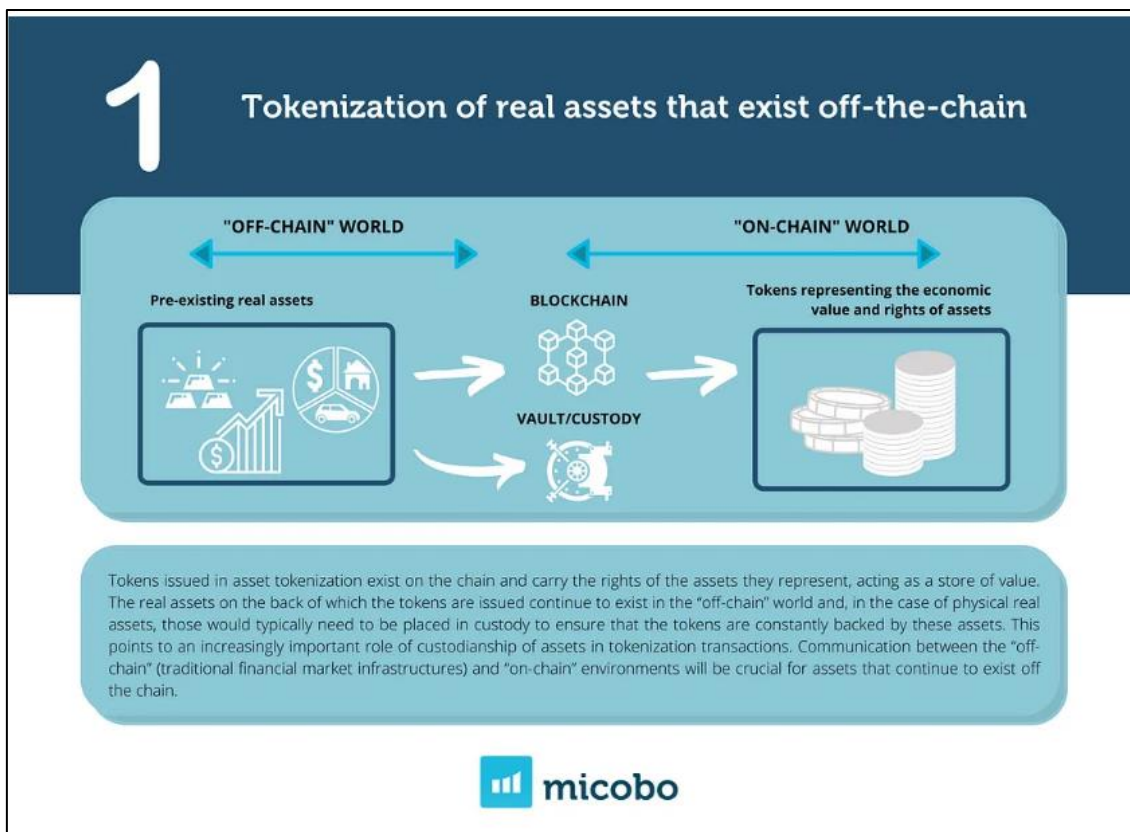 1
Tokenization of real assets that exist off-the-chain
"OFF-CHAIN" WORLD
"ON-CHAIN" WORLD
Pre-existing real assets
BLOCKCHAIN
Tokens representing the economic
value and rights of assets
$
$
VAULT/CUSTODY
Tokens issued in asset tokenization exist on the chain and carry the rights of the assets they represent, acting as a store of value.
The real assets on the back of which the tokens are issued continue to exist in the “off-chain” world and, in the case of physical real
assets, those would typically need to be placed in custody to ensure that the tokens are constantly backed by these assets. This
points to an increasingly important role of custodianship of assets in tokenization transactions. Communication between the “off-
chain” (traditional financial market infrastructures) and “on-chain” environments will be crucial for assets that continue to exist off
the chain.
micobo